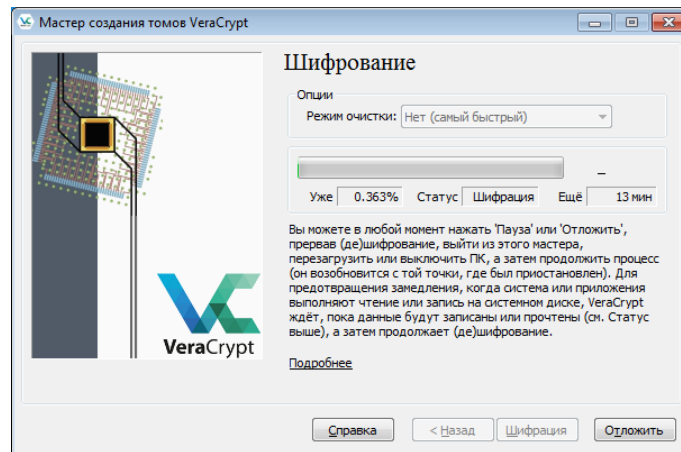 Мастер создания томов VeraCrypt
Шифрование
Опции
Режим очистки: Нет (самый быстрый)
Уже 0.363% Статус Шифрация Ещё 13 мин
Вы можете в любой момент нажать 'Пауза' или 'Отложить',
прервав (де)шифрование, выйти из этого мастера,
перезагрузить или выключить ПК, а затем продолжить процесс
(он возобновится с той точки, где был приостановлен). Для
предотвращения замедления, когда система или приложения
выполняют чтение или запись на системном диске, VeraCrypt
ждёт, пока данные будут записаны или прочтены (см. Статус
выше), а затем продолжает (де)шифрование.
VeraCrypt
Подробнее
Справка < Назад Шифрация Отложить